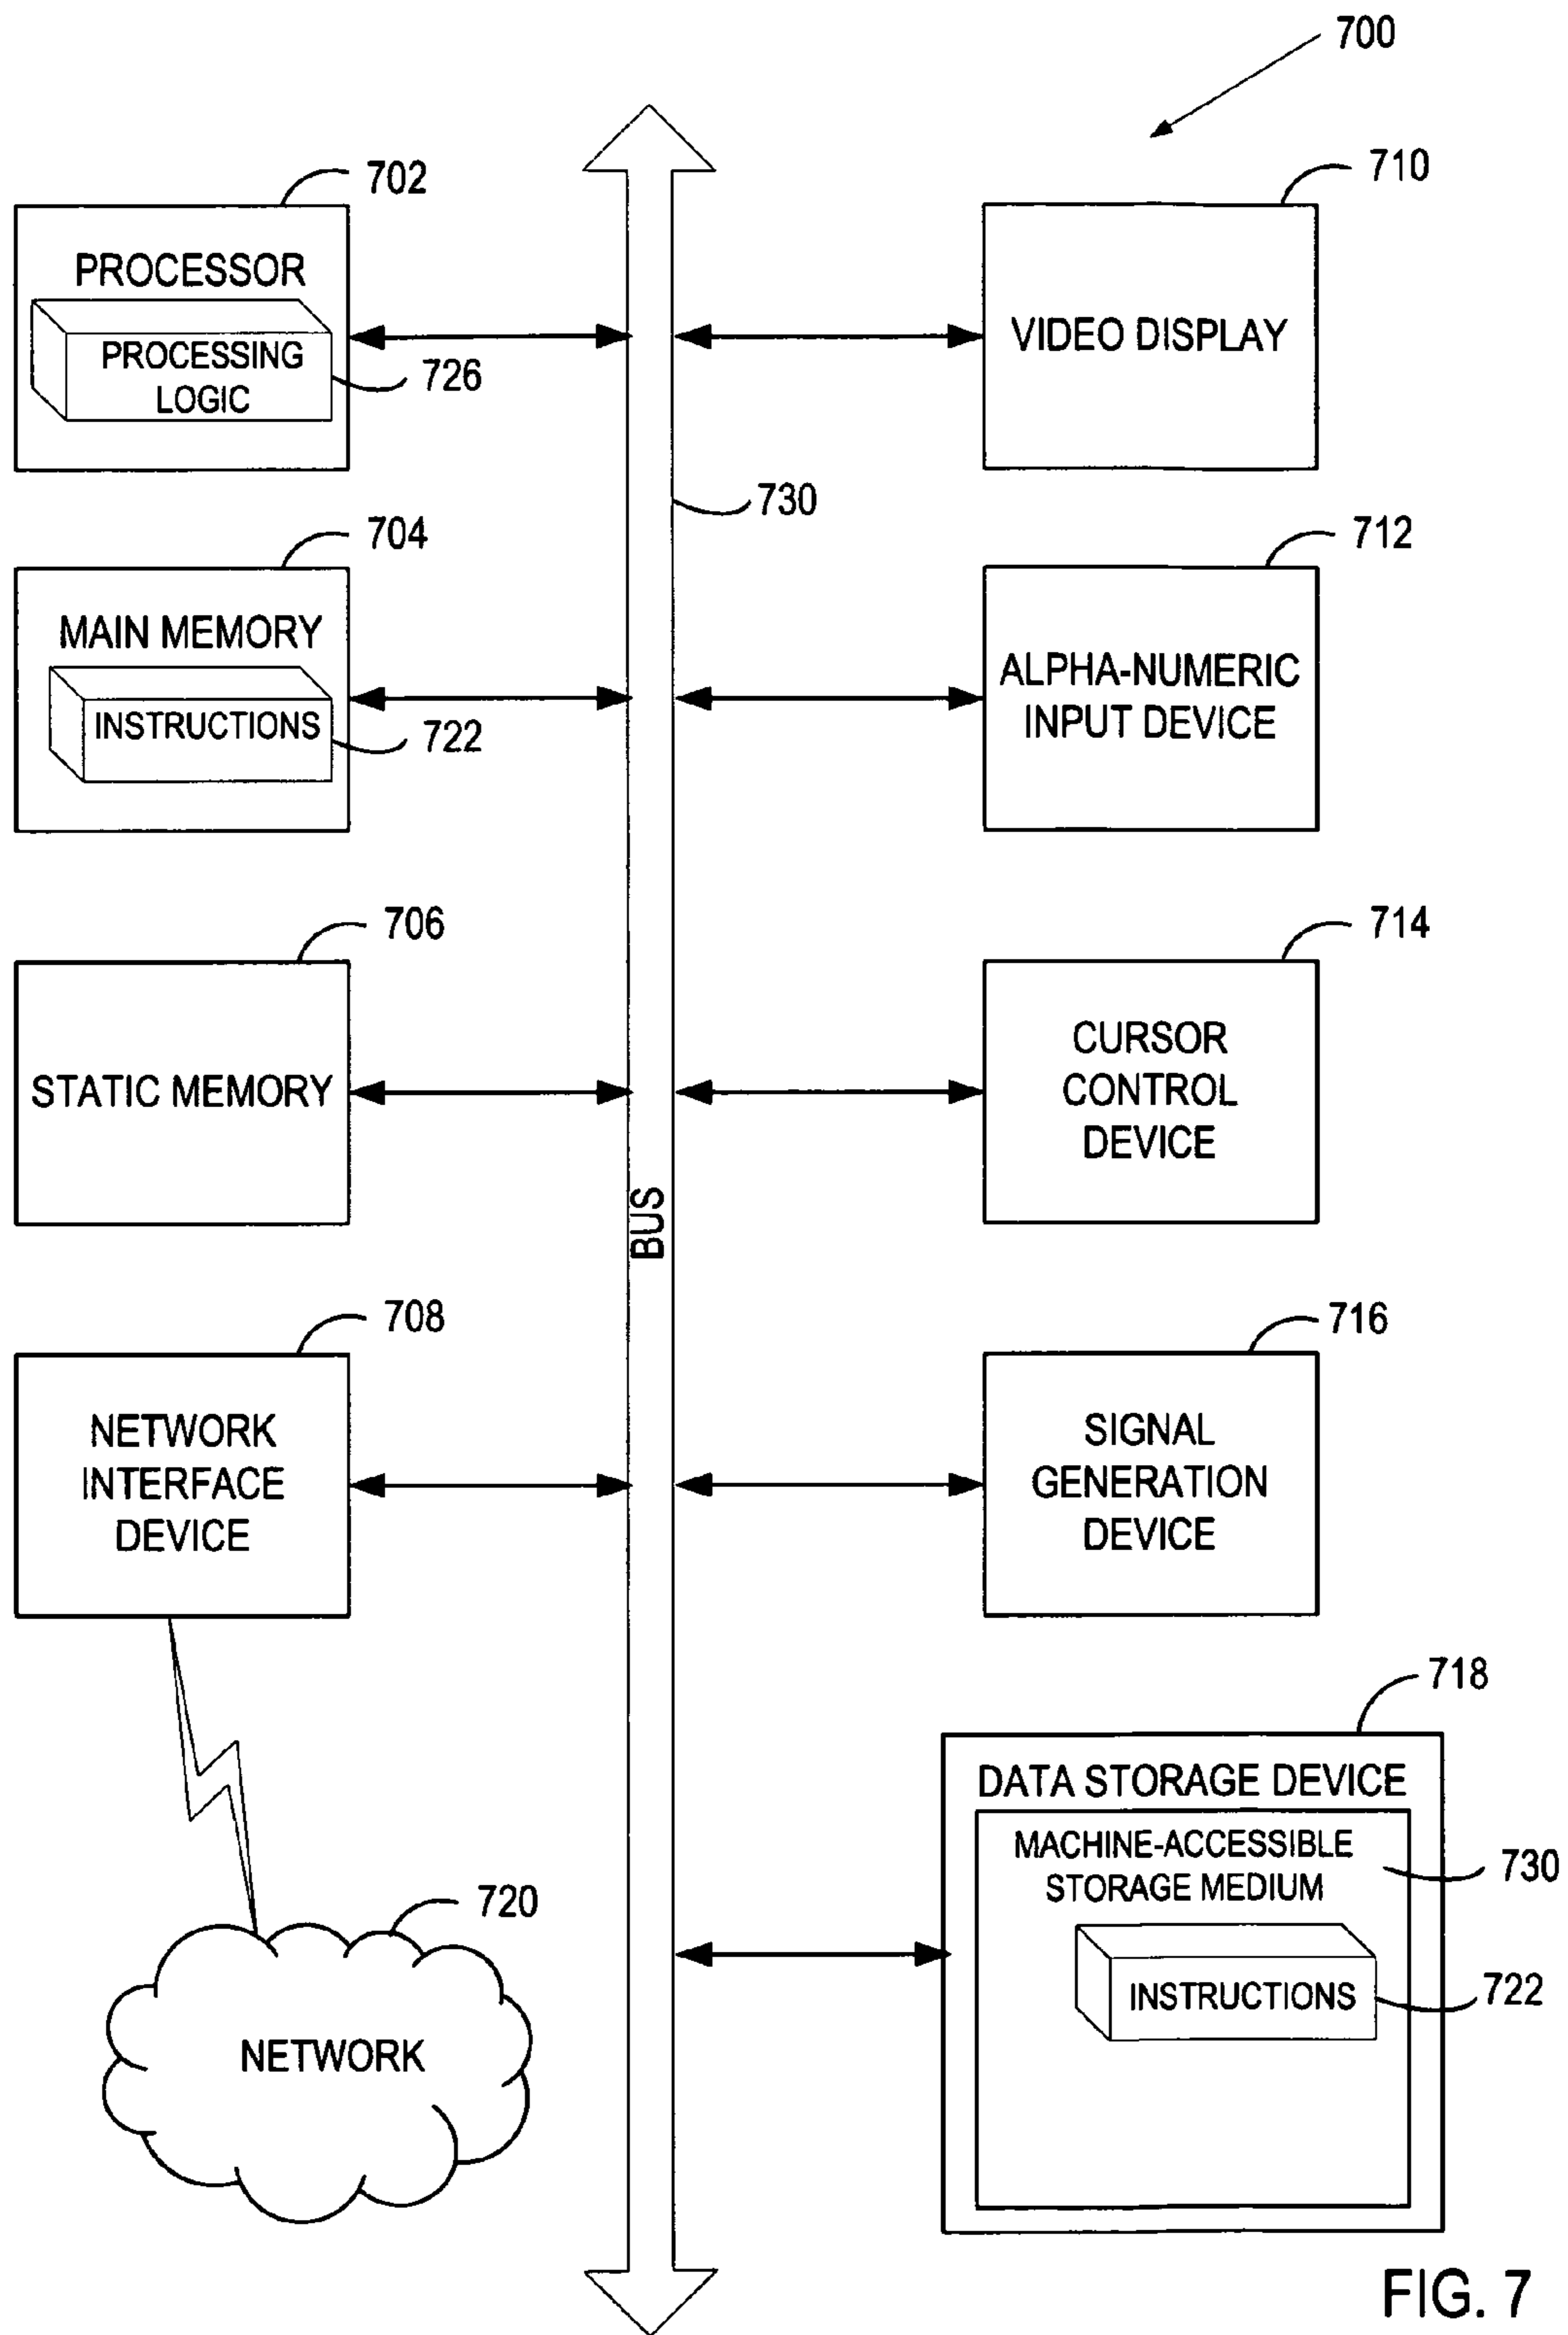 700
702
PROCESSOR
PROCESSING
LOGIC
726
710
VIDEO DISPLAY
730
704
MAIN MEMORY
INSTRUCTIONS
722
712
ALPHA-NUMERIC
INPUT DEVICE
706
STATIC MEMORY
714
CURSOR
CONTROL
DEVICE
BUS
708
NETWORK
INTERFACE
DEVICE
716
SIGNAL
GENERATION
DEVICE
718
DATA STORAGE DEVICE
MACHINE-ACCESSIBLE
STORAGE MEDIUM
730
INSTRUCTIONS
722
720
NETWORK
FIG. 7